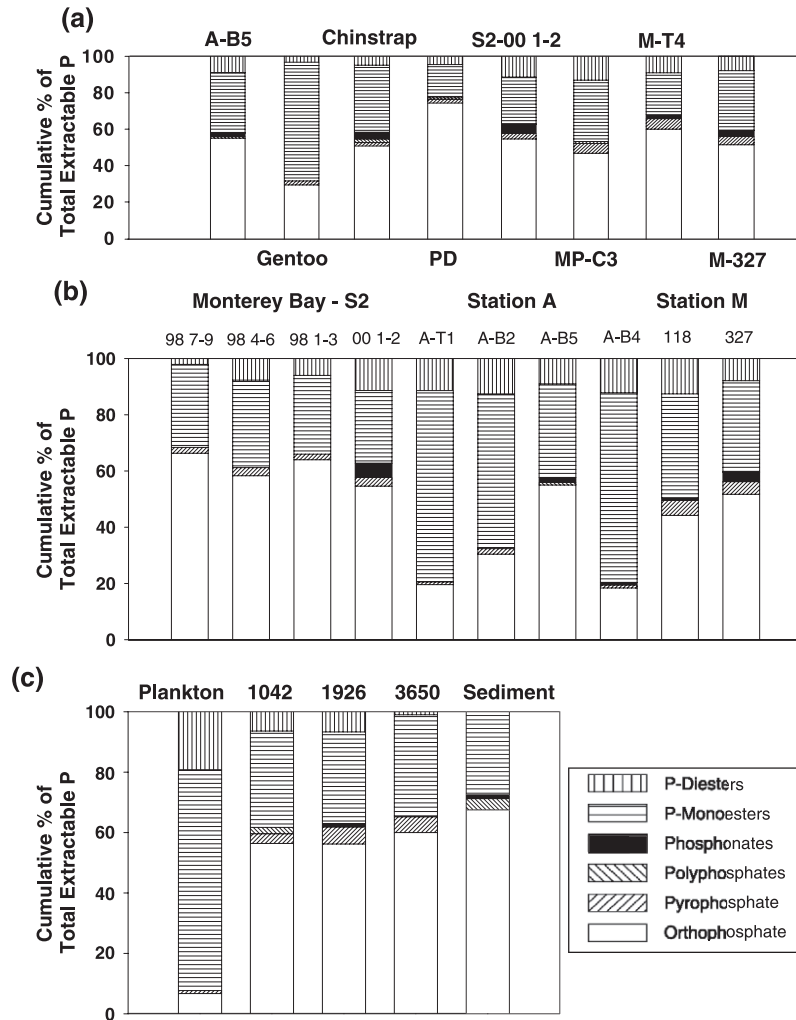 (a)
A-B5 Chinstrap S2-00 1-2 M-T4
100
80
60
40
20
0
Cumulative % of
Total Extractable P
Gentoo PD MP-C3 M-327
(b)
Monterey Bay - S2 Station A Station M
98 7-9 98 4-6 98 1-3 00 1-2 A-T1 A-B2 A-B5 A-B4 118 327
100
80
60
40
20
0
Cumulative % of
Total Extractable P
(c)
Plankton 1042 1926 3650 Sediment
100
80
60
40
20
0
Cumulative % of
Total Extractable P
P-Diesters
P-Monoesters
Phosphonates
Polyphosphates
Pyrophosphate
Orthophosphate